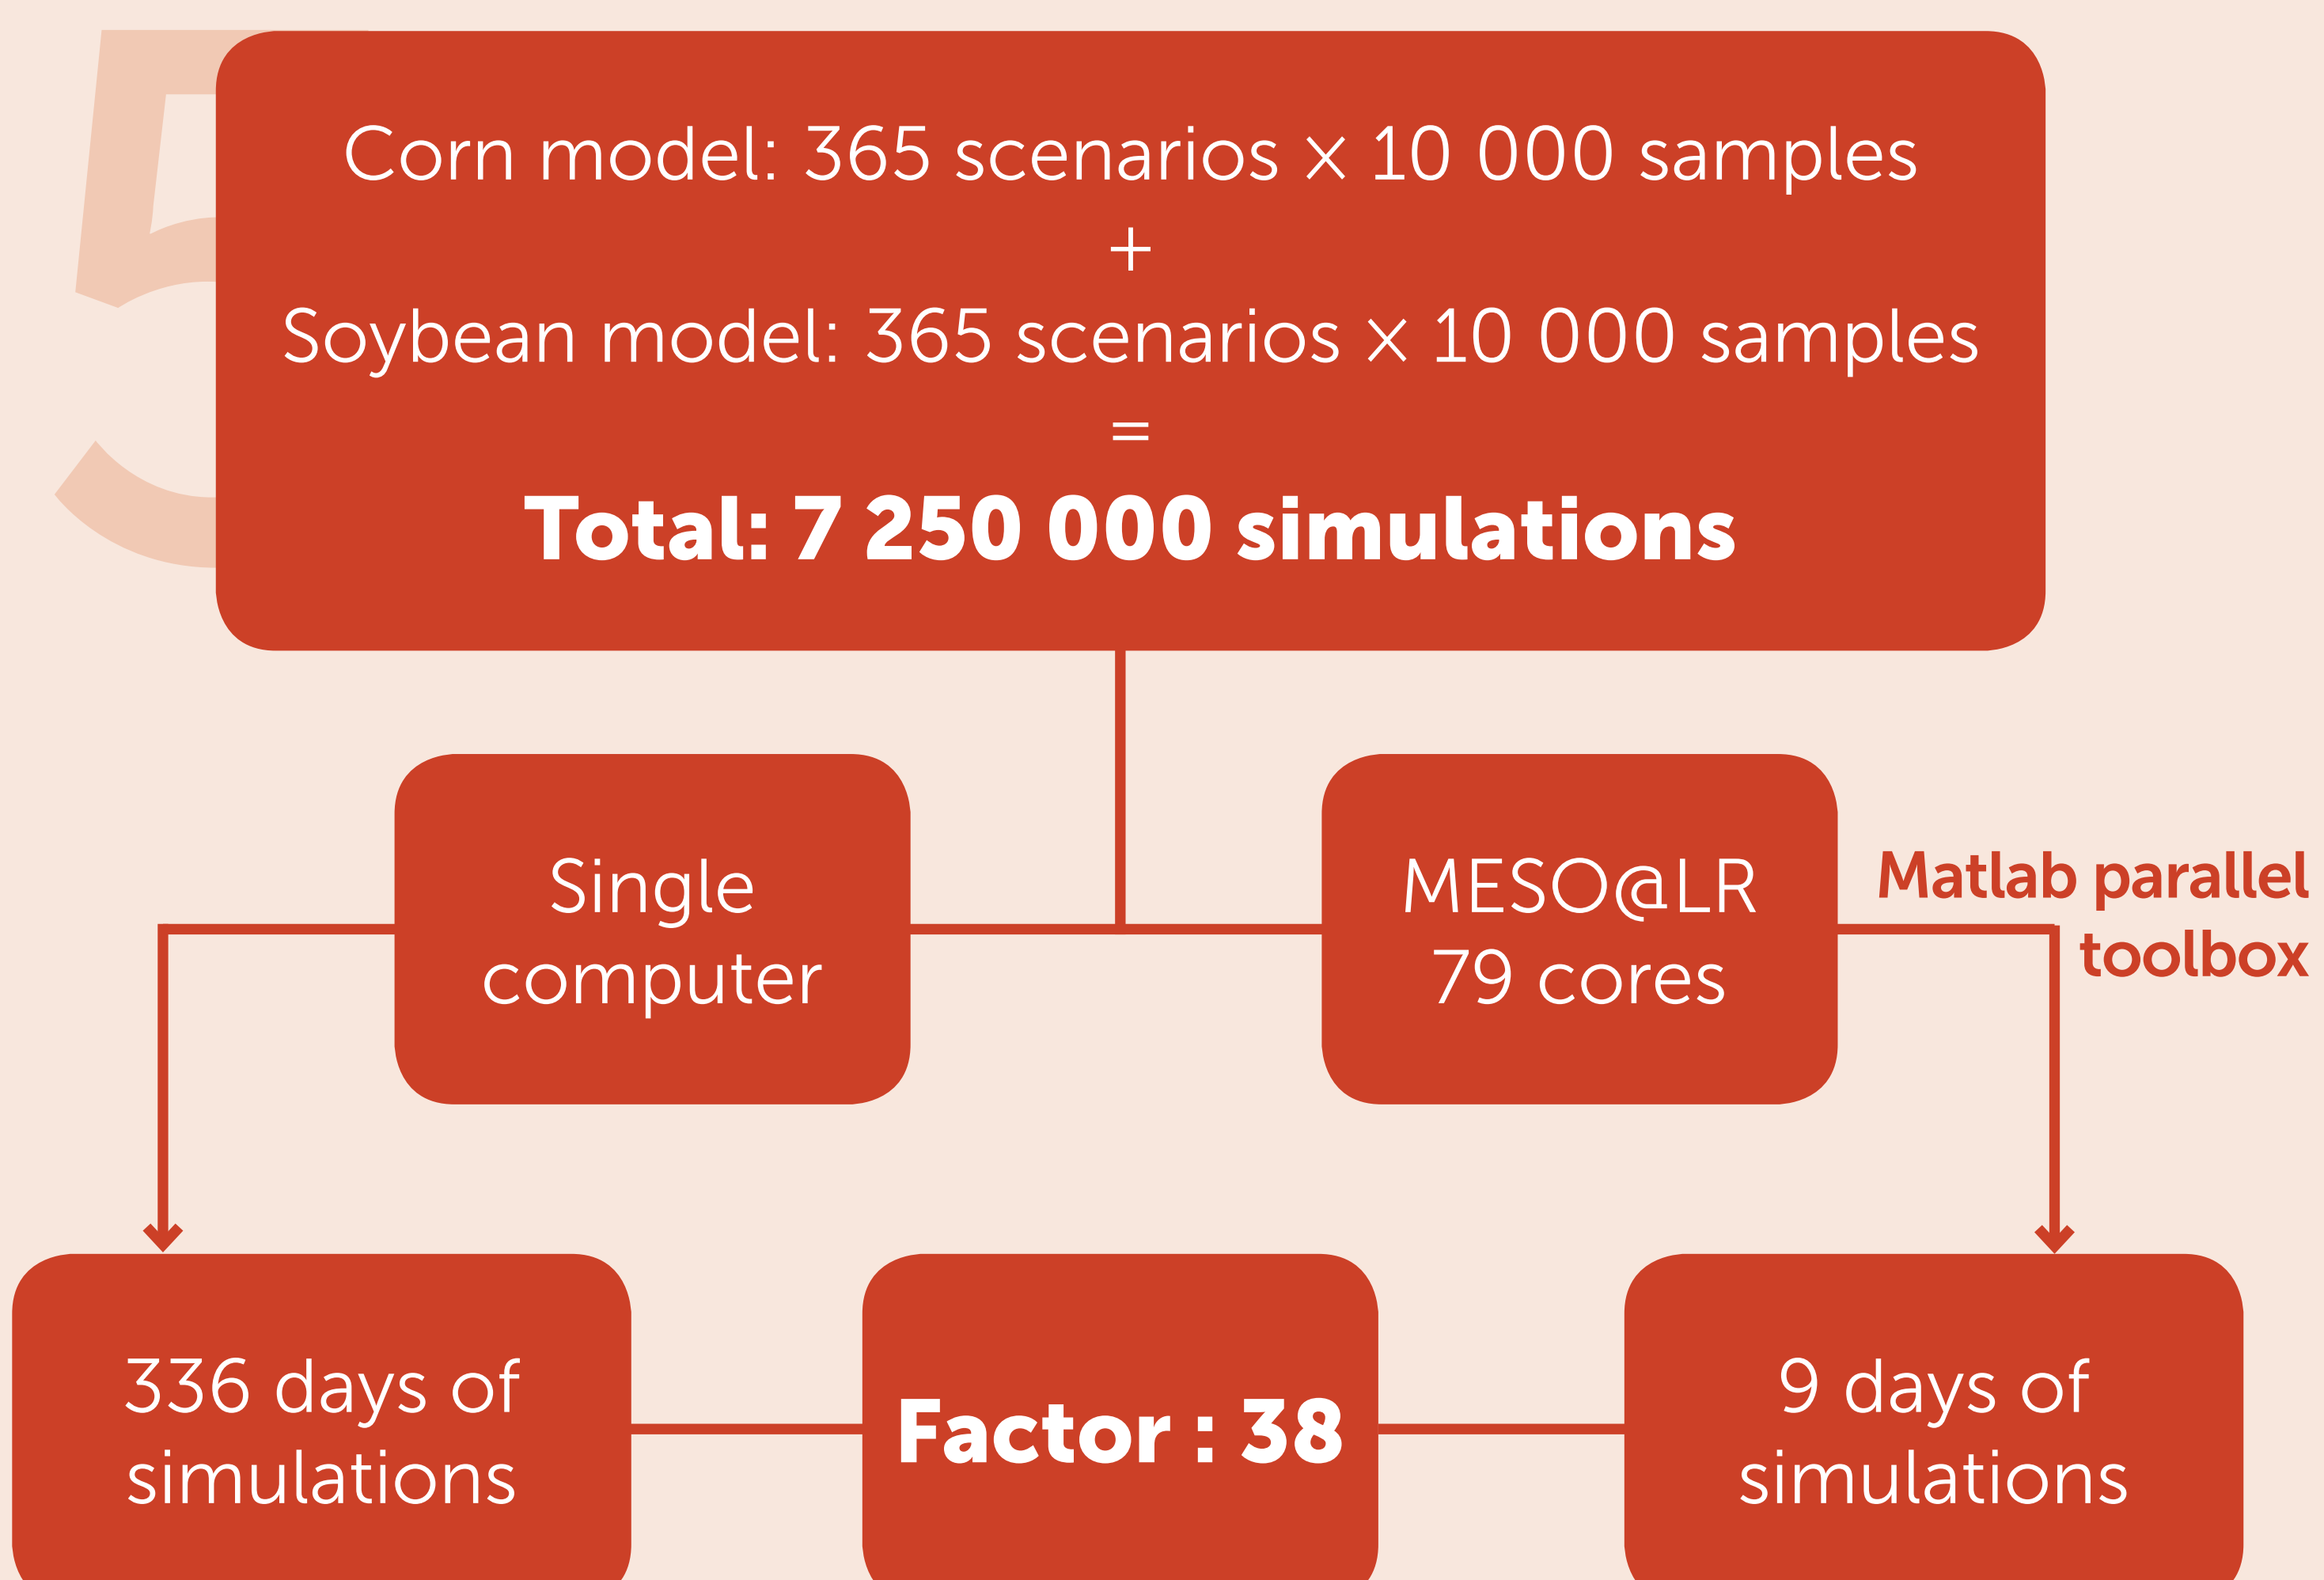 5
Corn model: 365 scenarios × 10 000 samples
+
Soybean model: 365 scenarios × 10 000 samples
=
Total: 7 250 000 simulations
Single
computer
MESO@LR
79 cores
Matlab parallel
toolbox
336 days of
simulations
Factor : 38
9 days of
simulations